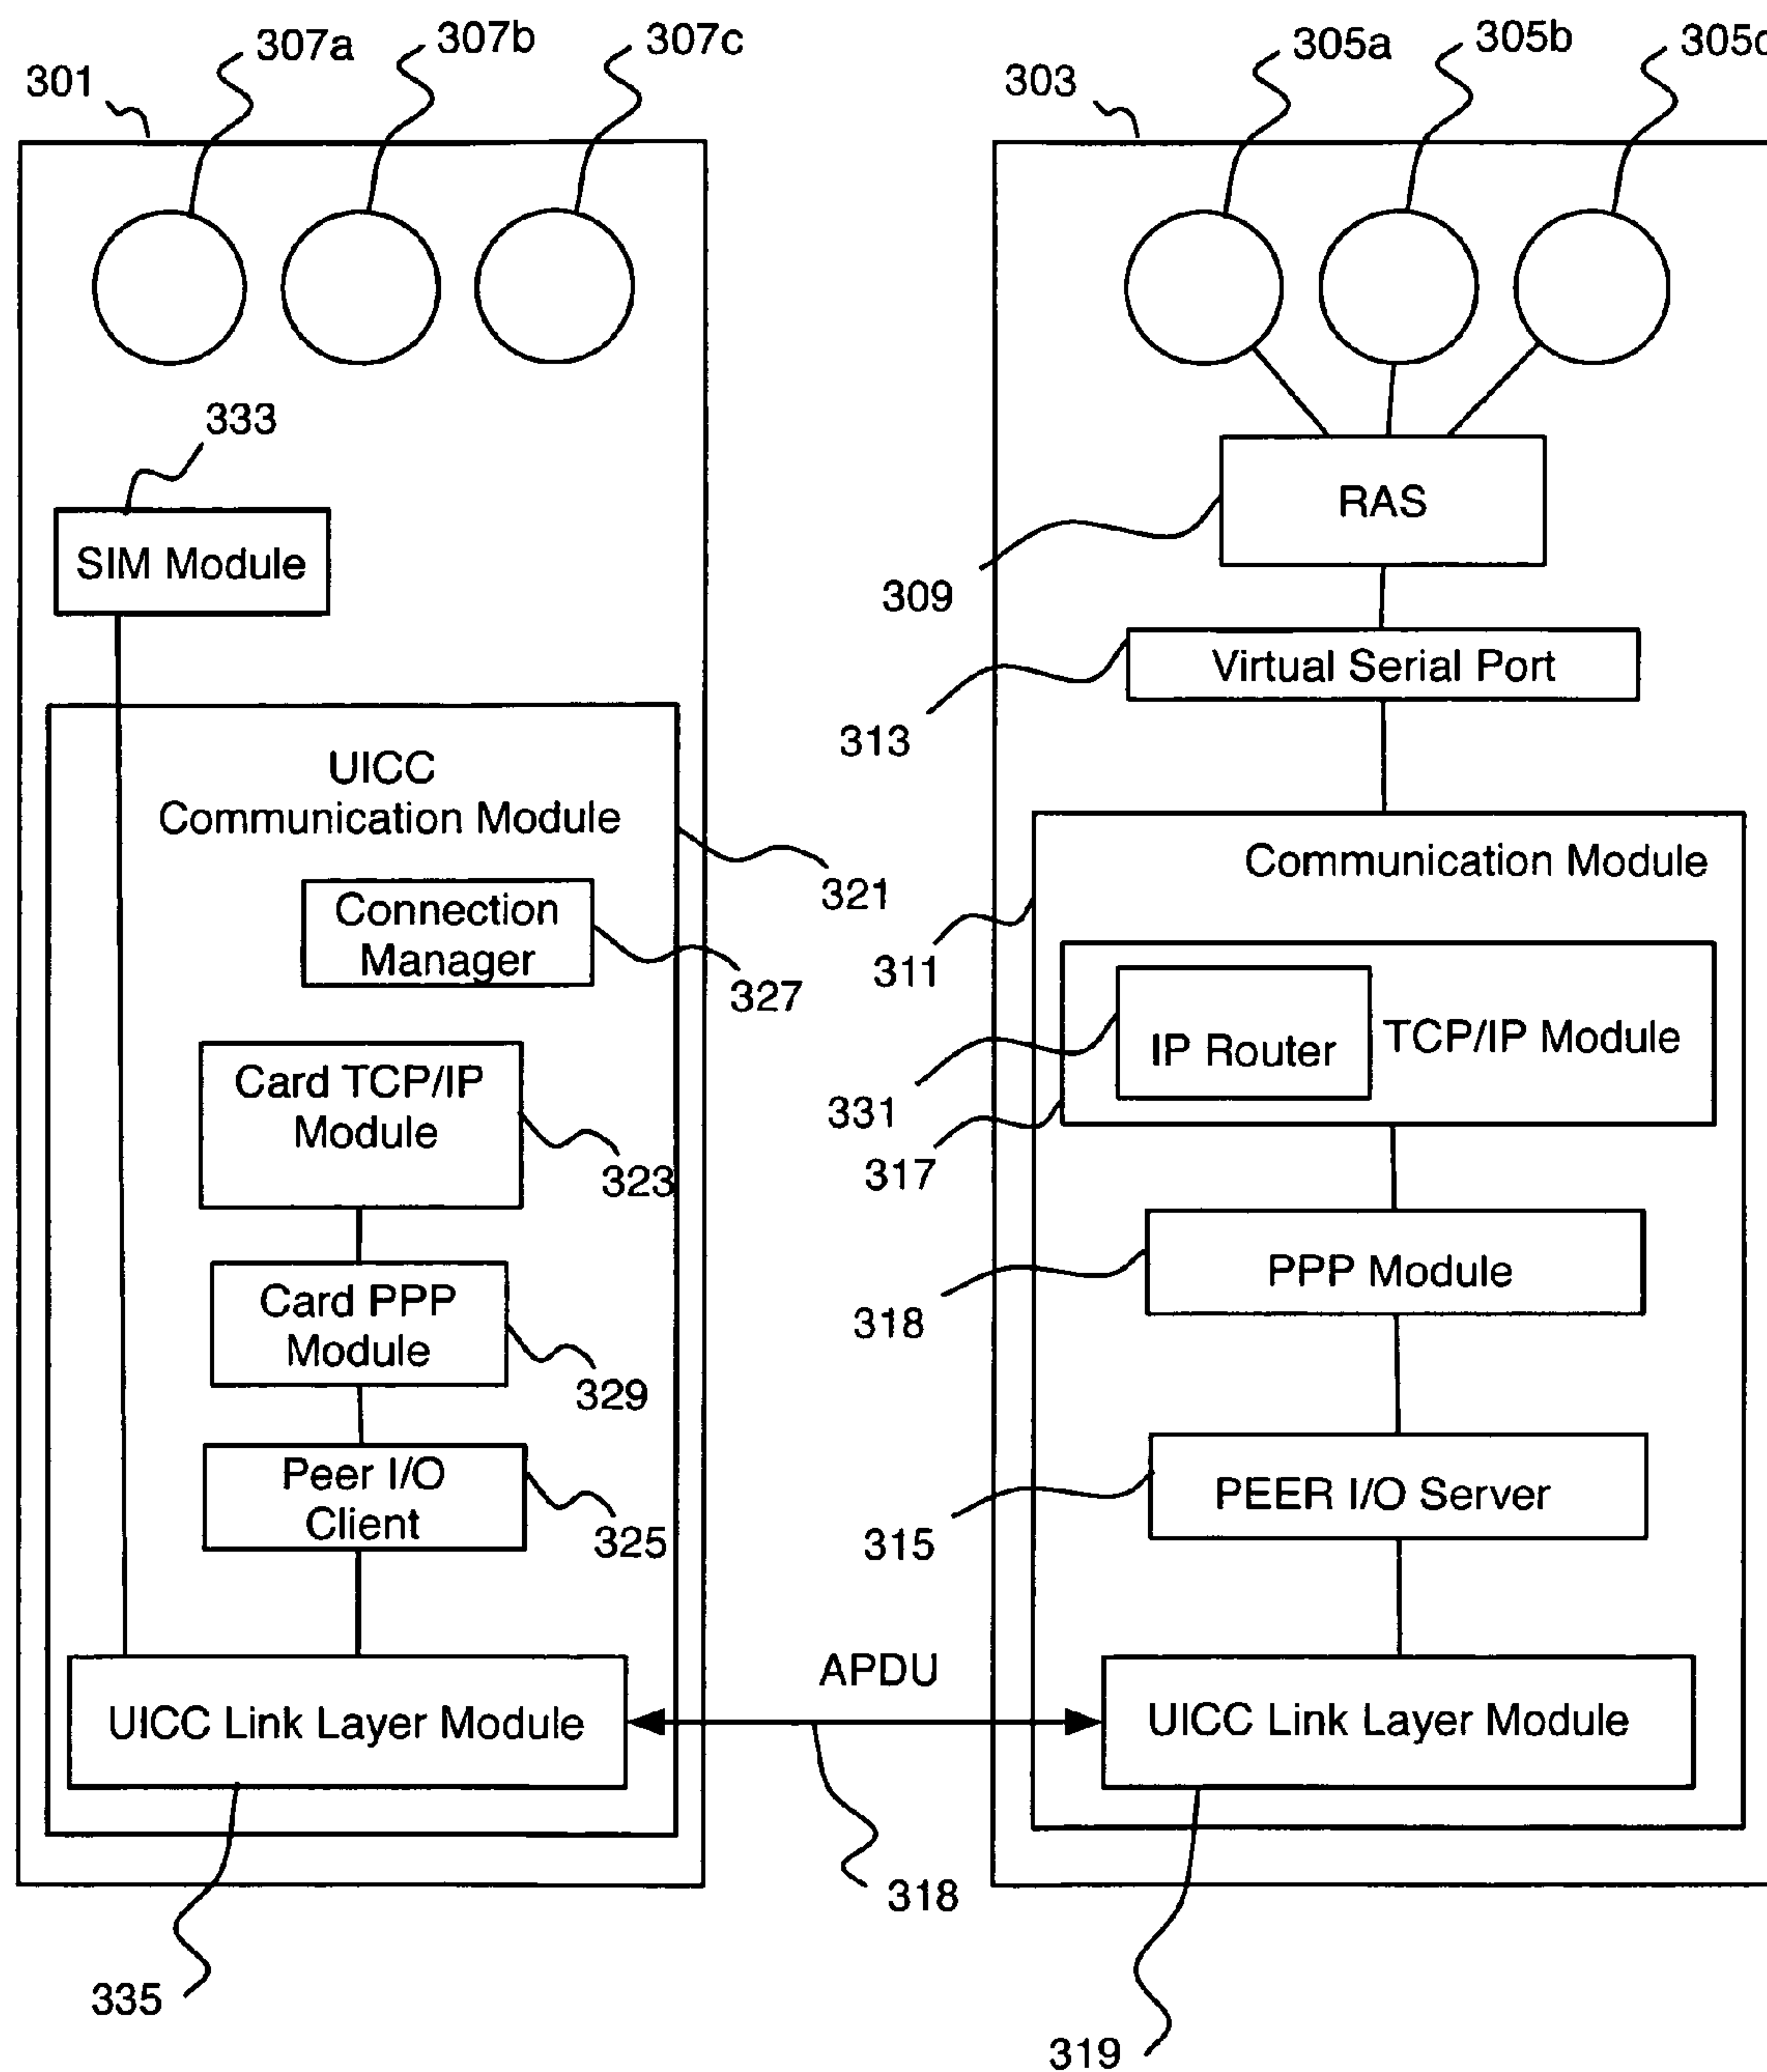 307a
307b
307c
301
305a
305b
305c
303
333
SIM Module
RAS
309
Virtual Serial Port
313
UICC
Communication Module
321
Communication Module
311
Connection
Manager
327
IP Router
TCP/IP Module
331
317
Card TCP/IP
Module
323
PPP Module
318
Card PPP
Module
329
Peer I/O
Client
325
PEER I/O Server
315
APDU
UICC Link Layer Module
UICC Link Layer Module
318
335
319